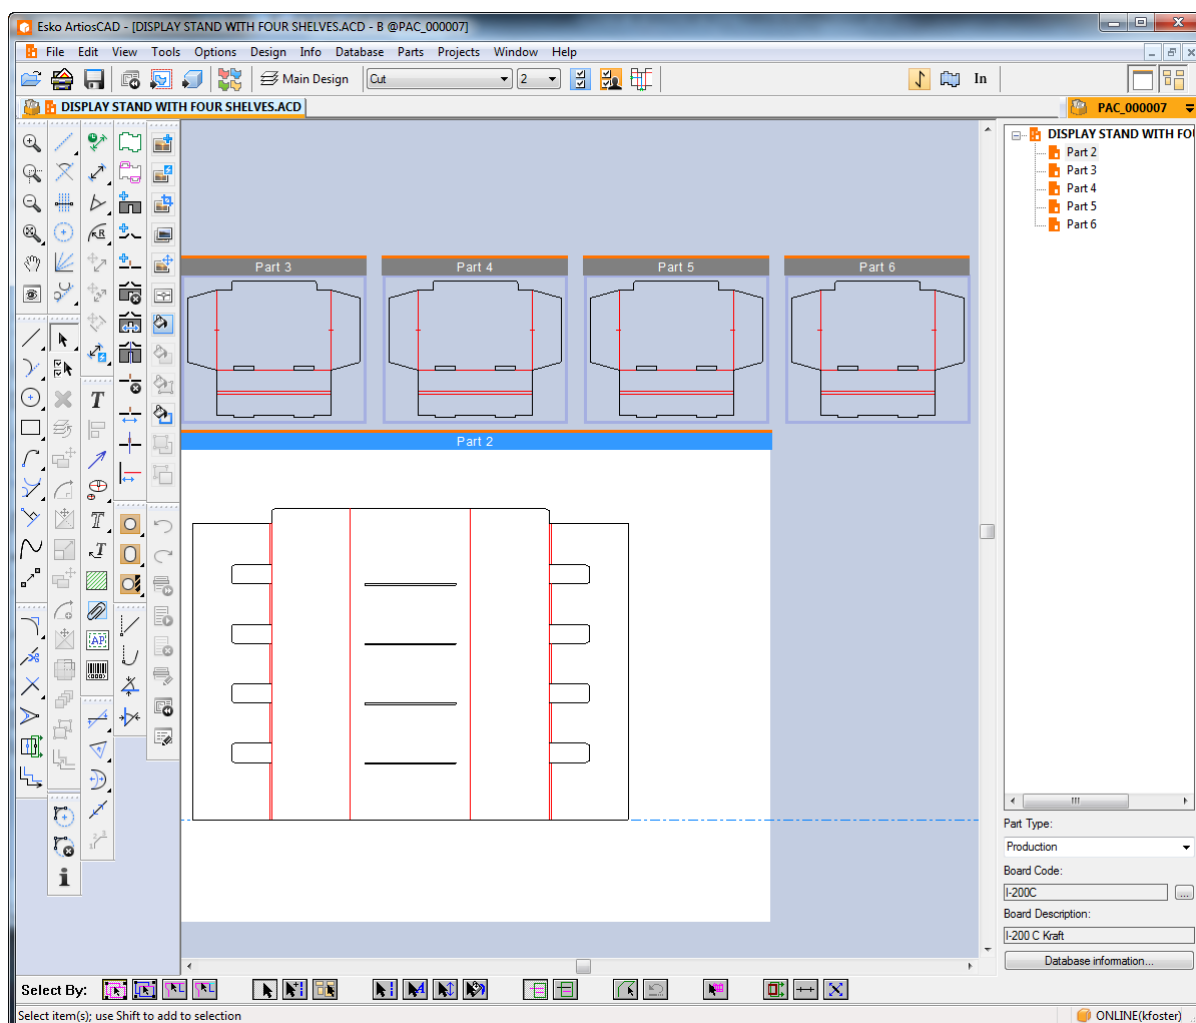 Esko ArtiosCAD - [DISPLAY STAND WITH FOUR SHELVES.ACD - B @PAC_000007]
File Edit View Tools Options Design Info Database Parts Projects Window Help
Main Design Cut 2 In
DISPLAY STAND WITH FOUR SHELVES.ACD PAC_000007
DISPLAY STAND WITH FO
Part 2
Part 3
Part 4
Part 5
Part 6
Part 3 Part 4 Part 5 Part 6
Part 2
Part Type:
Production
Board Code:
I-200C ...
Board Description:
I-200 C Kraft
Database information...
Select By:
Select item(s); use Shift to add to selection ONLINE(kfoster)